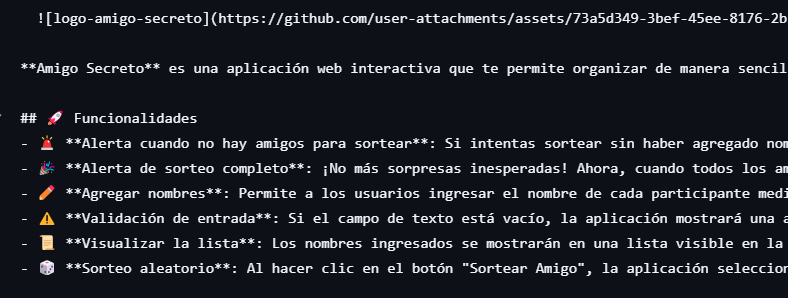 ![logo-amigo-secreto](https://github.com/user-attachments/assets/73a5d349-3bef-45ee-8176-2b
**Amigo Secreto** es una aplicación web interactiva que te permite organizar de manera sencil
## 🚀 Funcionalidades
- 🚨 **Alerta cuando no hay amigos para sortear**: Si intentas sortear sin haber agregado nom
- 🎉 **Alerta de sorteo completo**: ¡No más sorpresas inesperadas! Ahora, cuando todos los am
- ✏️ **Agregar nombres**: Permite a los usuarios ingresar el nombre de cada participante medi
- ⚠️ **Validación de entrada**: Si el campo de texto está vacío, la aplicación mostrará una a
- 📜 **Visualizar la lista**: Los nombres ingresados se mostrarán en una lista visible en la
- 🎲 **Sorteo aleatorio**: Al hacer clic en el botón "Sortear Amigo", la aplicación seleccion